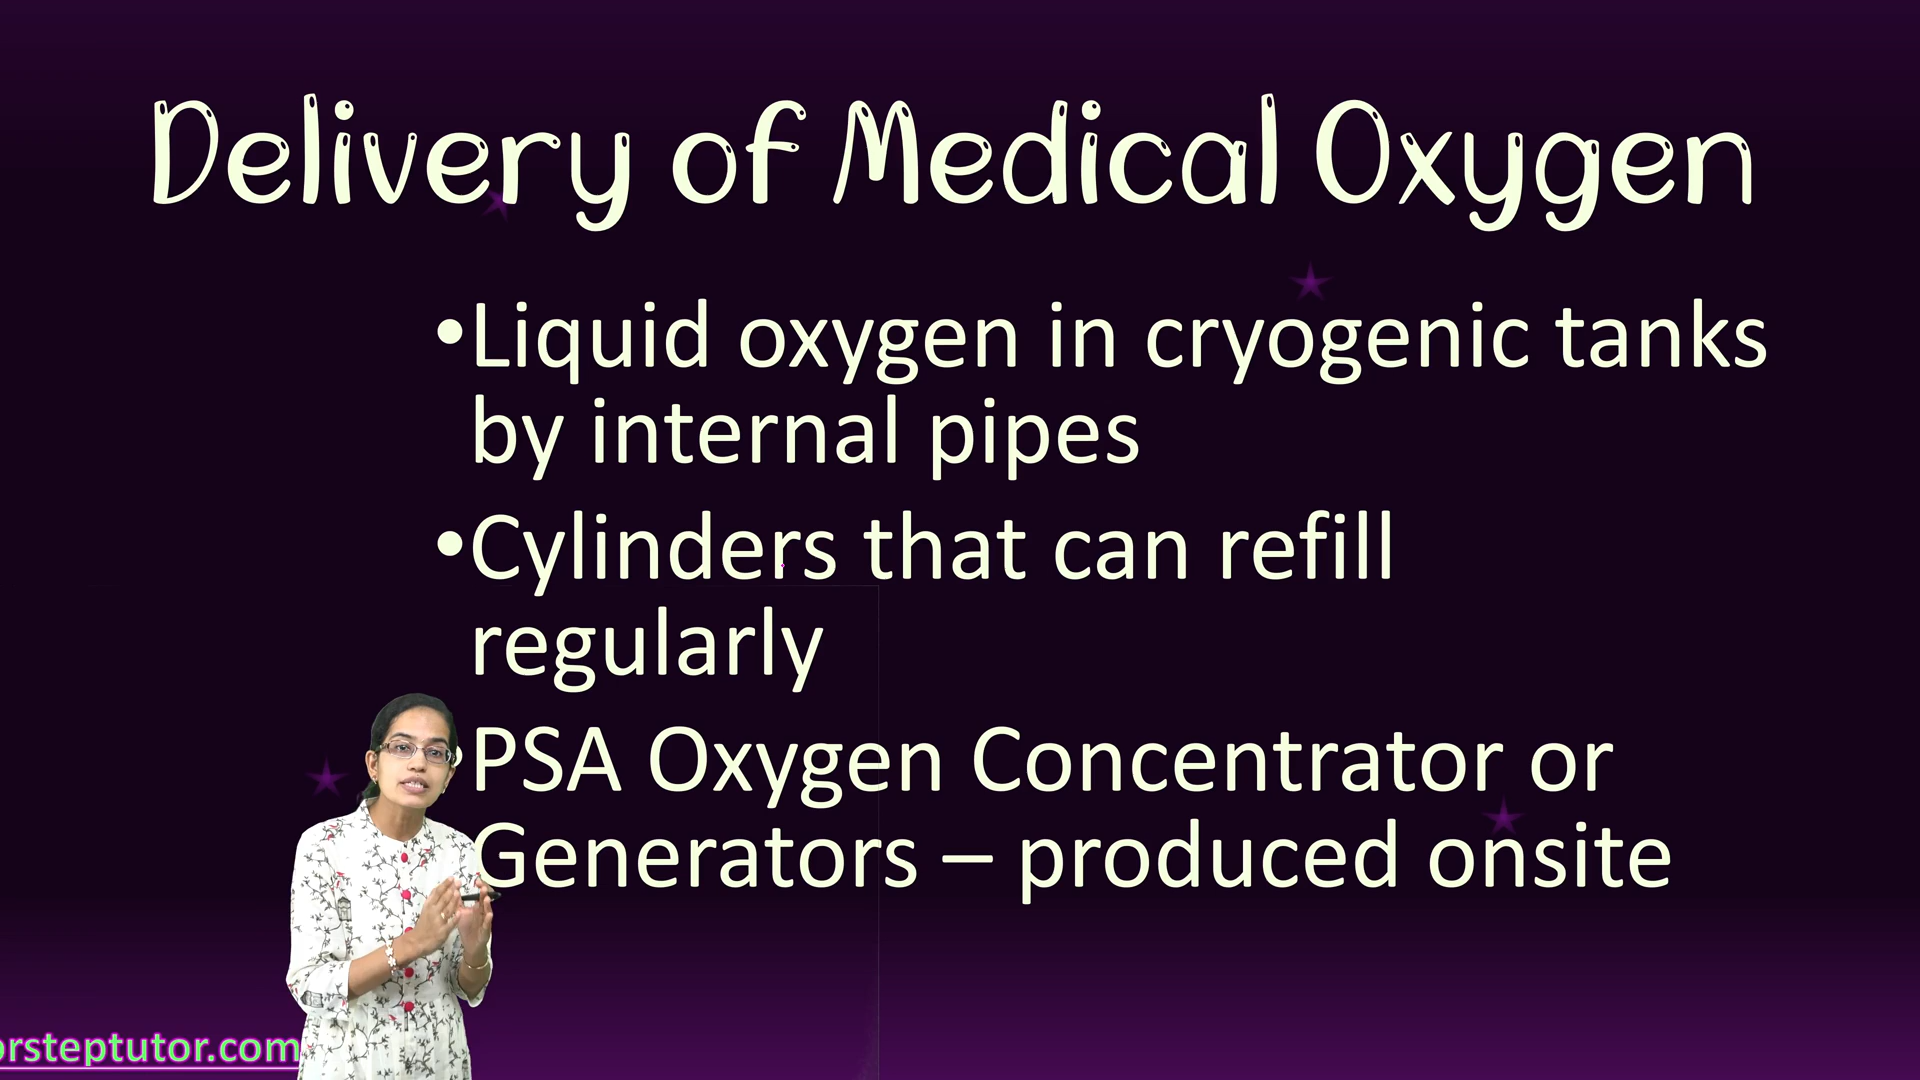 Delivery of Medical Oxygen
•Liquid oxygen in cryogenic tanks
by internal pipes
•Cylinders that can refill
regularly
•PSA Oxygen Concentrator or
Generators – produced onsite
orsteptutor.com